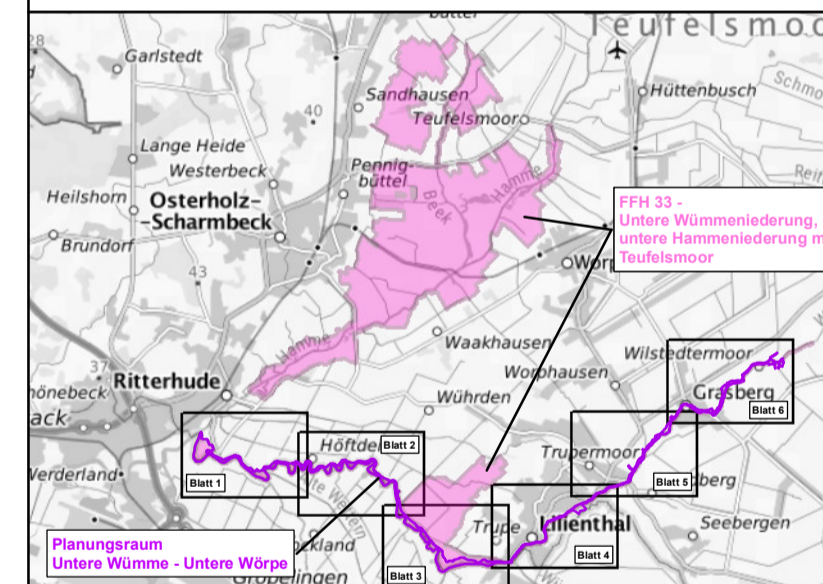 Teufelsmoo
Garlstedt
Sandhausen
Hüttenbusch
40
Teufelsmoor
Lange Heide
Westerbeck
Pennig-
büttel
Heilshorn
Osterholz-
-Scharmbeck
Beek
Hamme
FFH 33 -
Untere Wümmeniederung,
untere Hammeniederung m
Teufelsmoor
Brundorf
43
Worp
Hamme
Waakhausen
Wilstedtermoor
37
Ritterhude
Worphausen
Grasberg
Blatt 6
Wührden
Höftde
Blatt 2
Trupermoor
Werderland
Blatt 1
Blatt 5
dberg
Trupe
Lilienthal
Seebergen
Planungsraum
Untere Wümme - Untere Wörpe
ckland
Blatt 4
Blatt 3
Gröpelingen